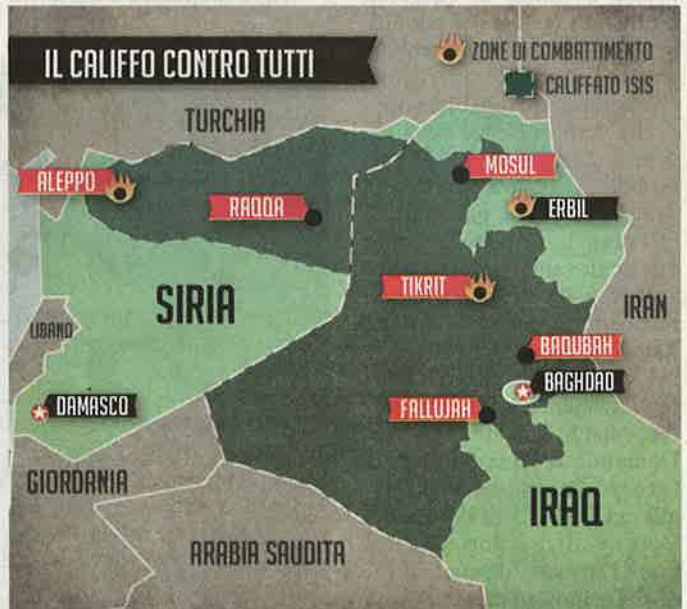 IL CALIFFO CONTRO TUTTI
ZONE DI COMBATTIMENTO
CALIFFATO ISIS
TURCHIA
ALEPPO
MOSUL
RAQQA
ERBIL
SIRIA
TIKRIT
IRAN
LIBANO
BAQUBAH
BAGHDAD
DAMASCO
FALLUJAH
GIORDANIA
IRAQ
ARABIA SAUDITA